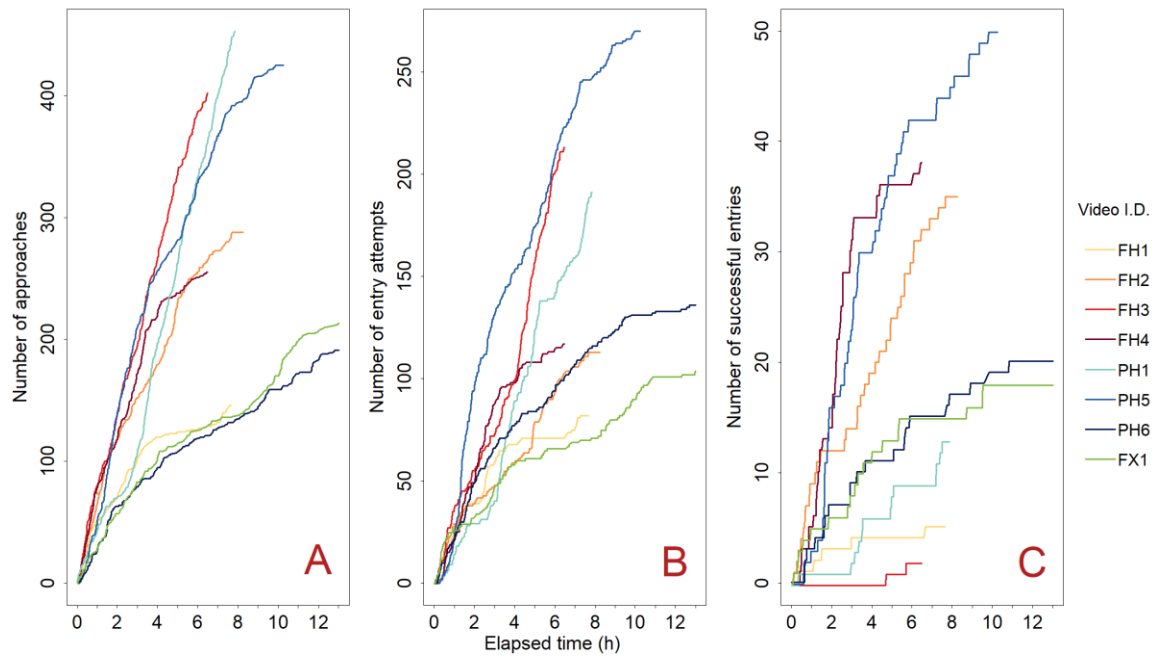 Number of approaches
0 100 200 300 400
0 2 4 6 8 10 12
A
Number of entry attempts
0 50 100 150 200 250
0 2 4 6 8 10 12
B
Elapsed time (h)
Number of successful entries
0 10 20 30 40 50
0 2 4 6 8 10 12
C
Video I.D.
FH1
FH2
FH3
FH4
PH1
PH5
PH6
FX1